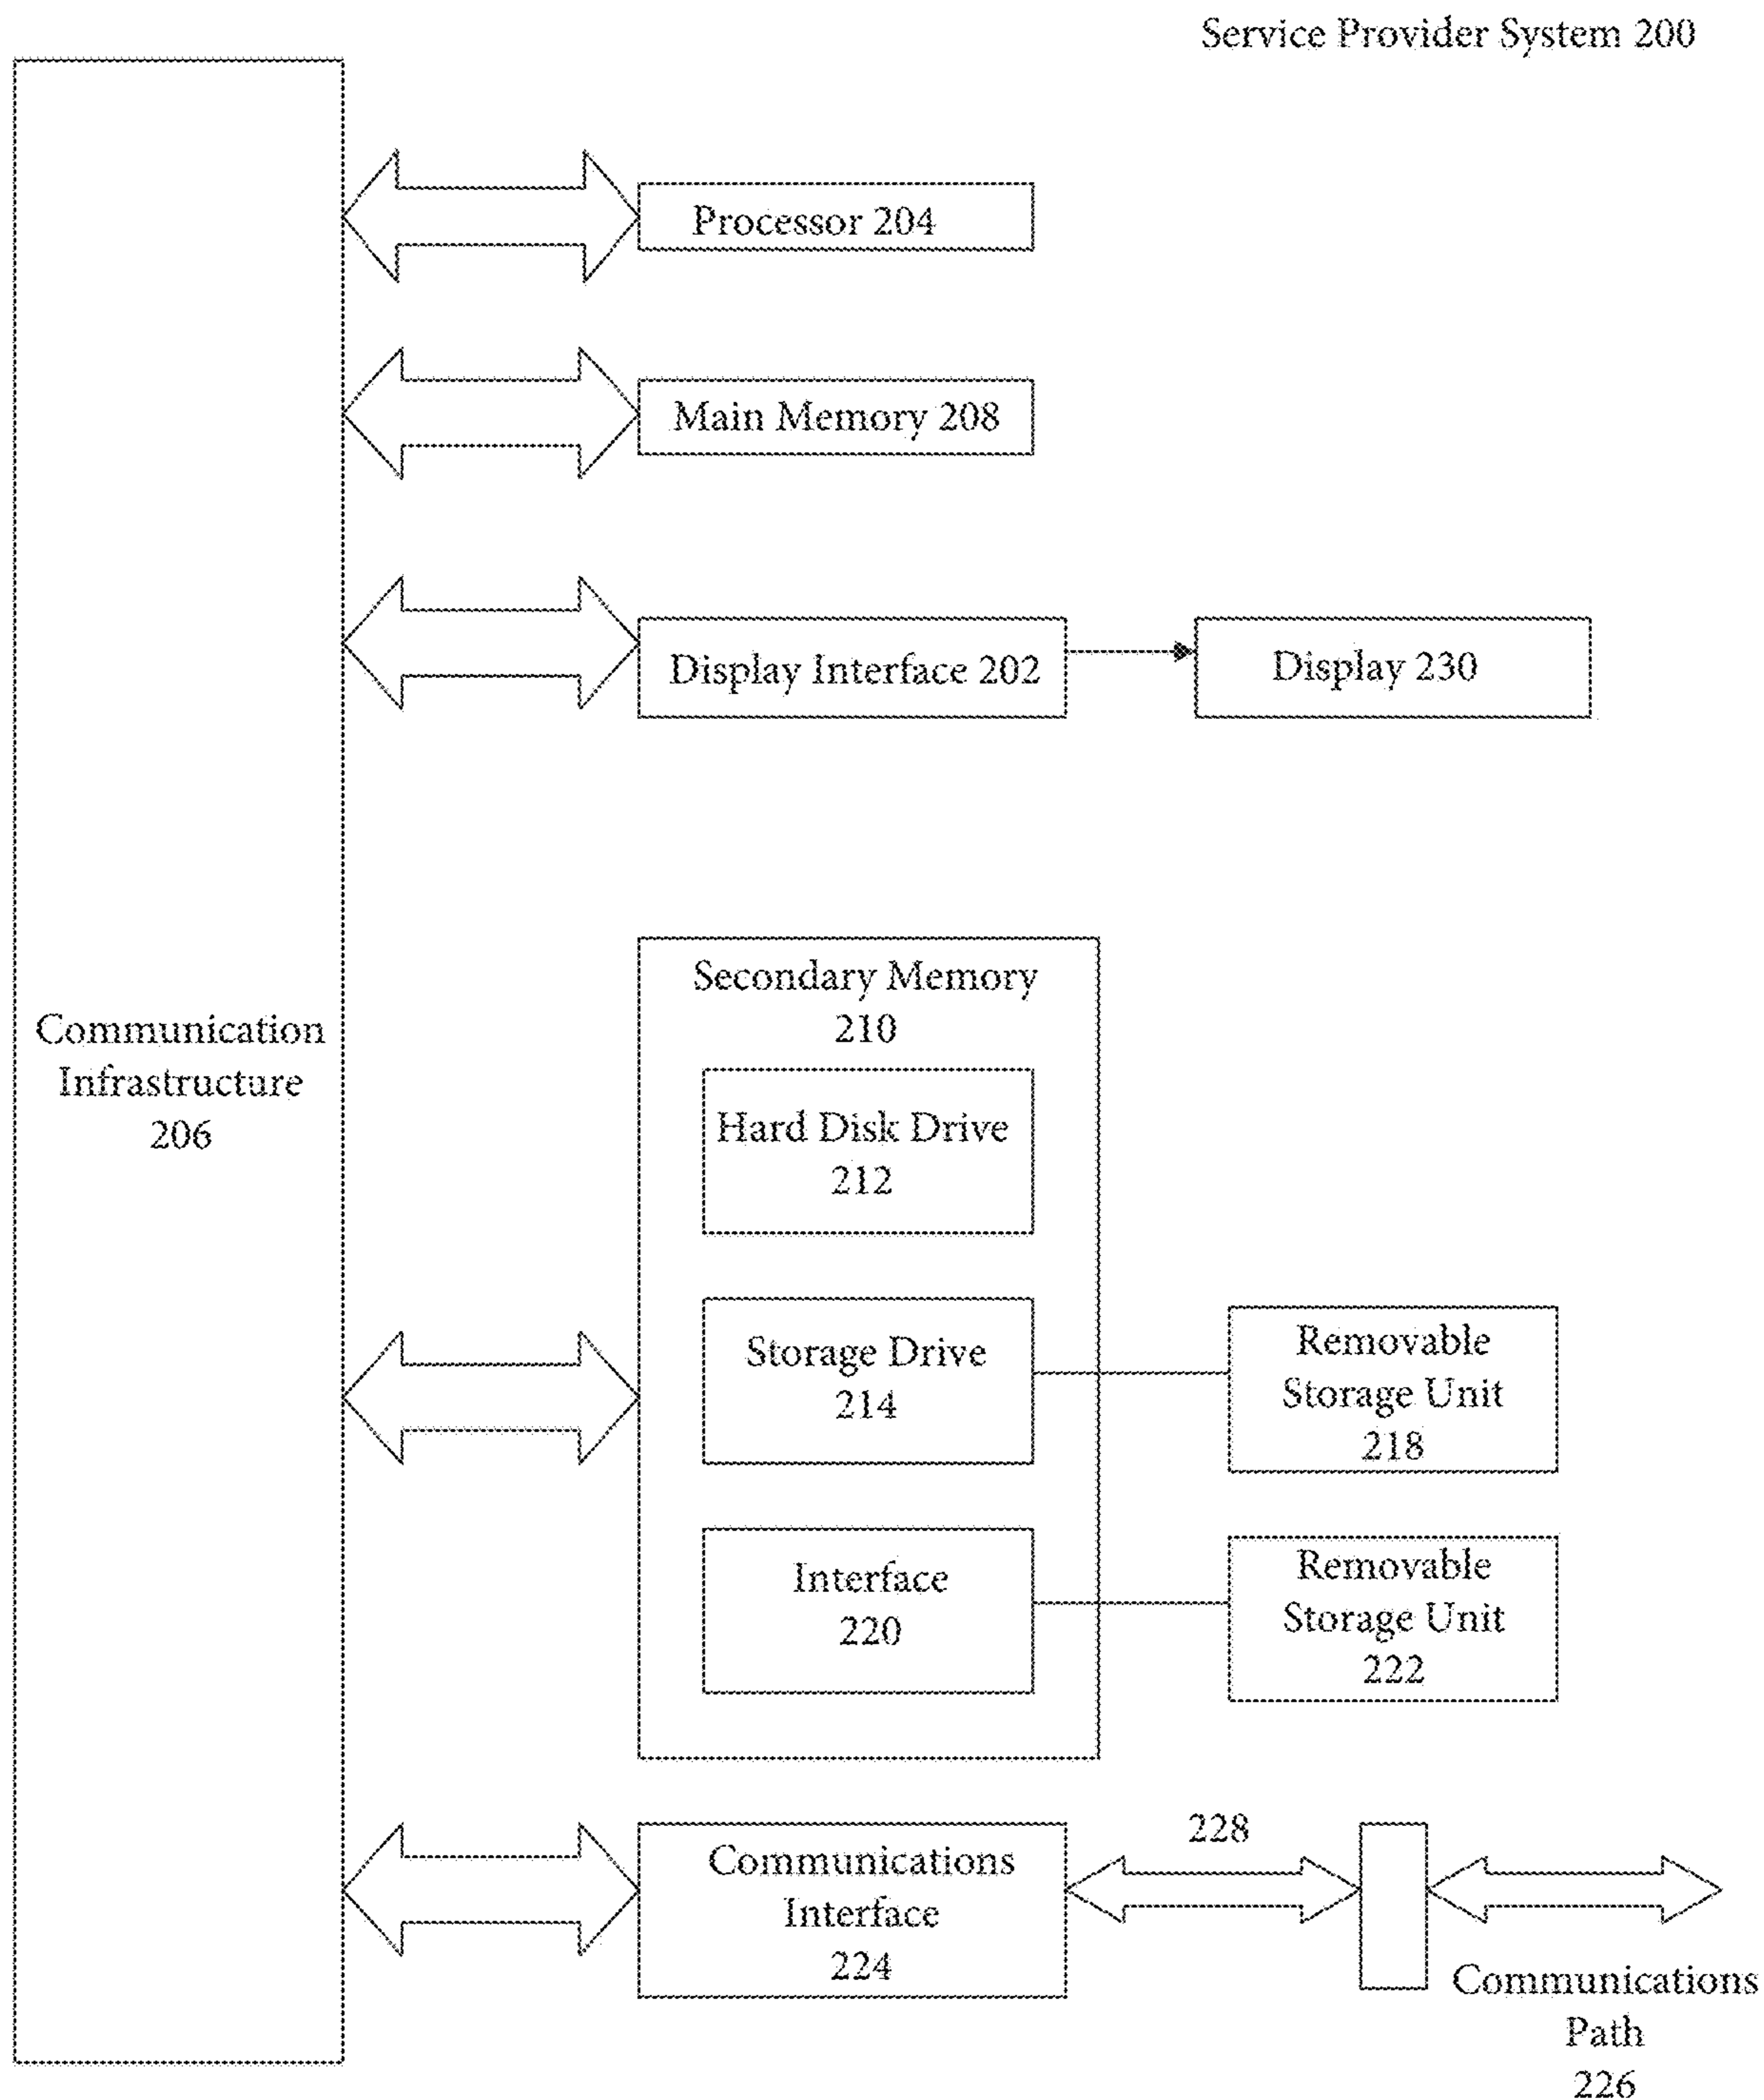 Service Provider System 200
Processor 204
Main Memory 208
Display Interface 202
Display 230
Communication
Infrastructure
206
Secondary Memory
210
Hard Disk Drive
212
Storage Drive
214
Removable
Storage Unit
218
Interface
220
Removable
Storage Unit
222
Communications
Interface
224
228
Communications
Path
226